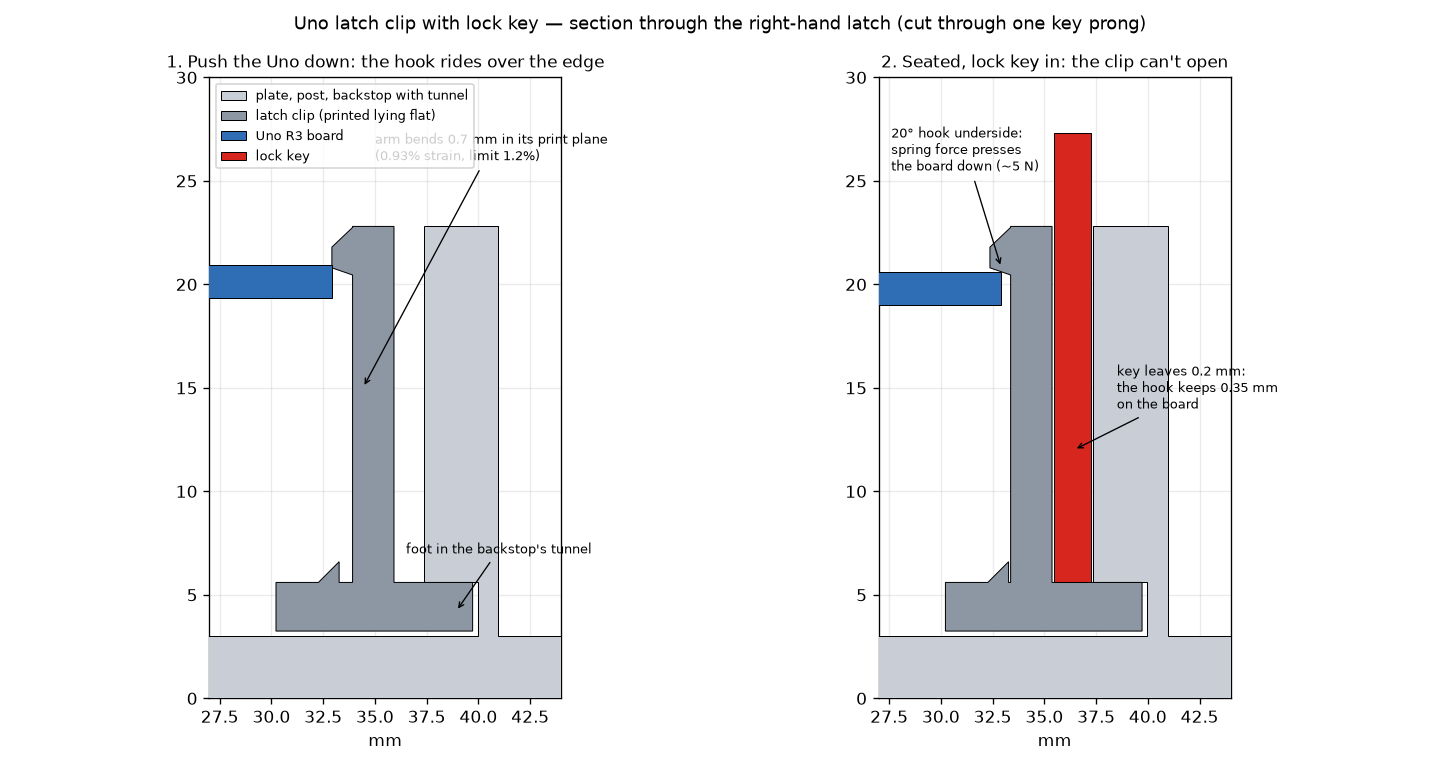 Uno latch clip with lock key — section through the right-hand latch (cut through one key prong)
1. Push the Uno down: the hook rides over the edge
30
25
20
15
10
5
0
27.5 30.0 32.5 35.0 37.5 40.0 42.5
mm
plate, post, backstop with tunnel
latch clip (printed lying flat)
Uno R3 board
lock key
arm bends 0.7 mm in its print plane
(0.93% strain, limit 1.2%)
foot in the backstop's tunnel
2. Seated, lock key in: the clip can't open
30
25
20
15
10
5
0
27.5 30.0 32.5 35.0 37.5 40.0 42.5
mm
20° hook underside:
spring force presses
the board down (~5 N)
key leaves 0.2 mm:
the hook keeps 0.35 mm
on the board